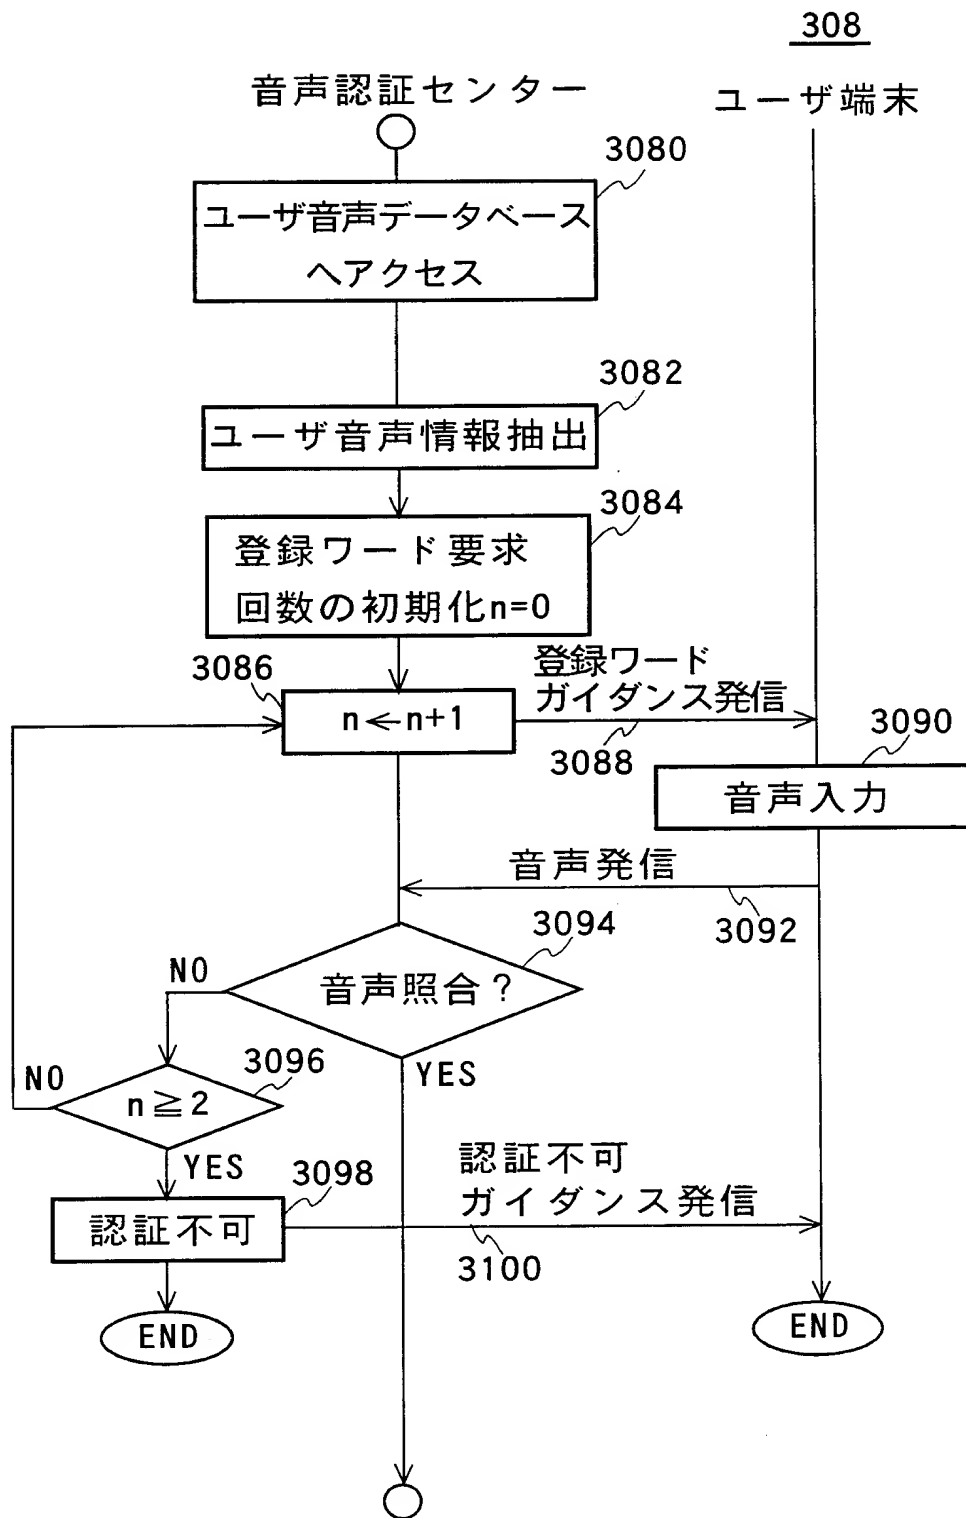 308
音声認証センター
ユーザ端末
3080
ユーザ音声データベース
へアクセス
3082
ユーザ音声情報抽出
3084
登録ワード要求
回数の初期化n=0
3086
n←n+1
登録ワード
ガイダンス発信
3088
3090
音声入力
音声発信
3092
3094
音声照合?
NO
YES
3096
n≧2
NO
YES
3098
認証不可
認証不可
ガイダンス発信
3100
END
END